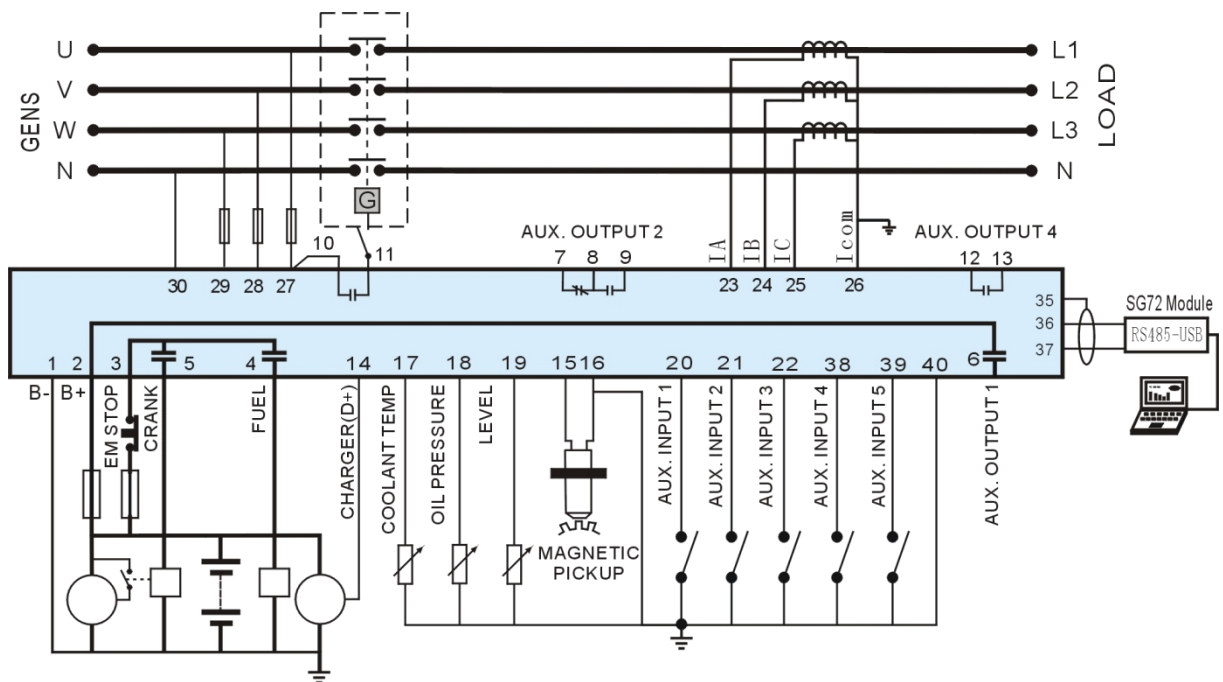 GENS
U
V
W
N
L1
L2
L3
N
LOAD
G
10
11
AUX. OUTPUT 2
7 8 9
IA
IB
IC
Icom
AUX. OUTPUT 4
12 13
30 29 28 27
23 24 25 26
35
36
37
SG72 Module
RS485-USB
1 2 3 5 4 14 17 18 19 15 16 20 21 22 38 39 40 6
B- B+
EM STOP
CRANK
FUEL
CHARGER(D+)
COOLANT TEMP
OIL PRESSURE
LEVEL
MAGNETIC
PICKUP
AUX. INPUT 1
AUX. INPUT 2
AUX. INPUT 3
AUX. INPUT 4
AUX. INPUT 5
AUX. OUTPUT 1